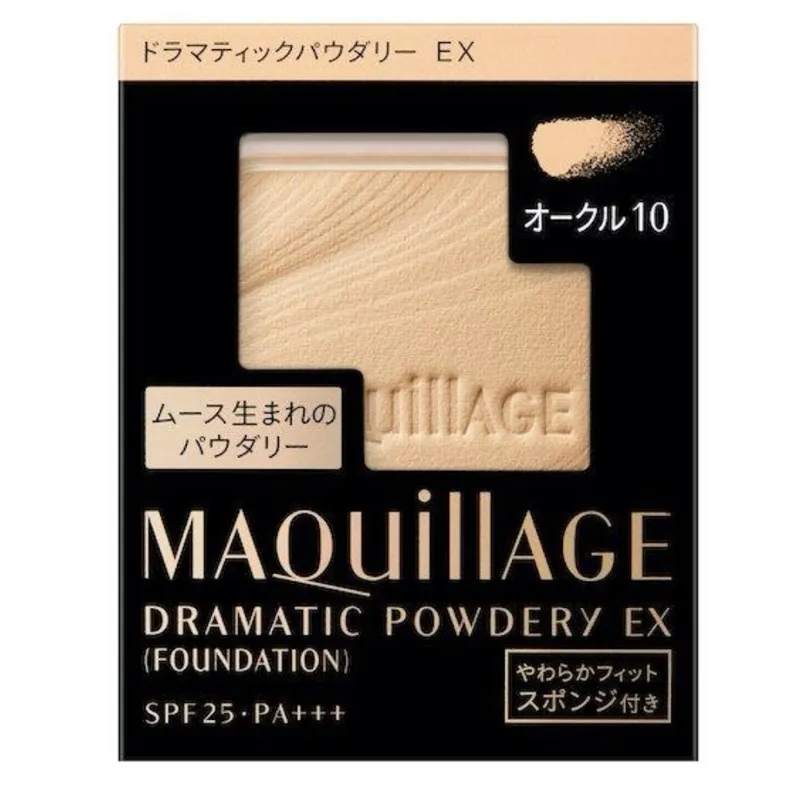 ドラマティックパウダリー EX
オークル10
uillAGE
ムース生まれの
パウダリー
MAQuillAGE
DRAMATIC POWDERY EX
(FOUNDATION)
SPF25・PA+++
やわらかフィット
スポンジ付き